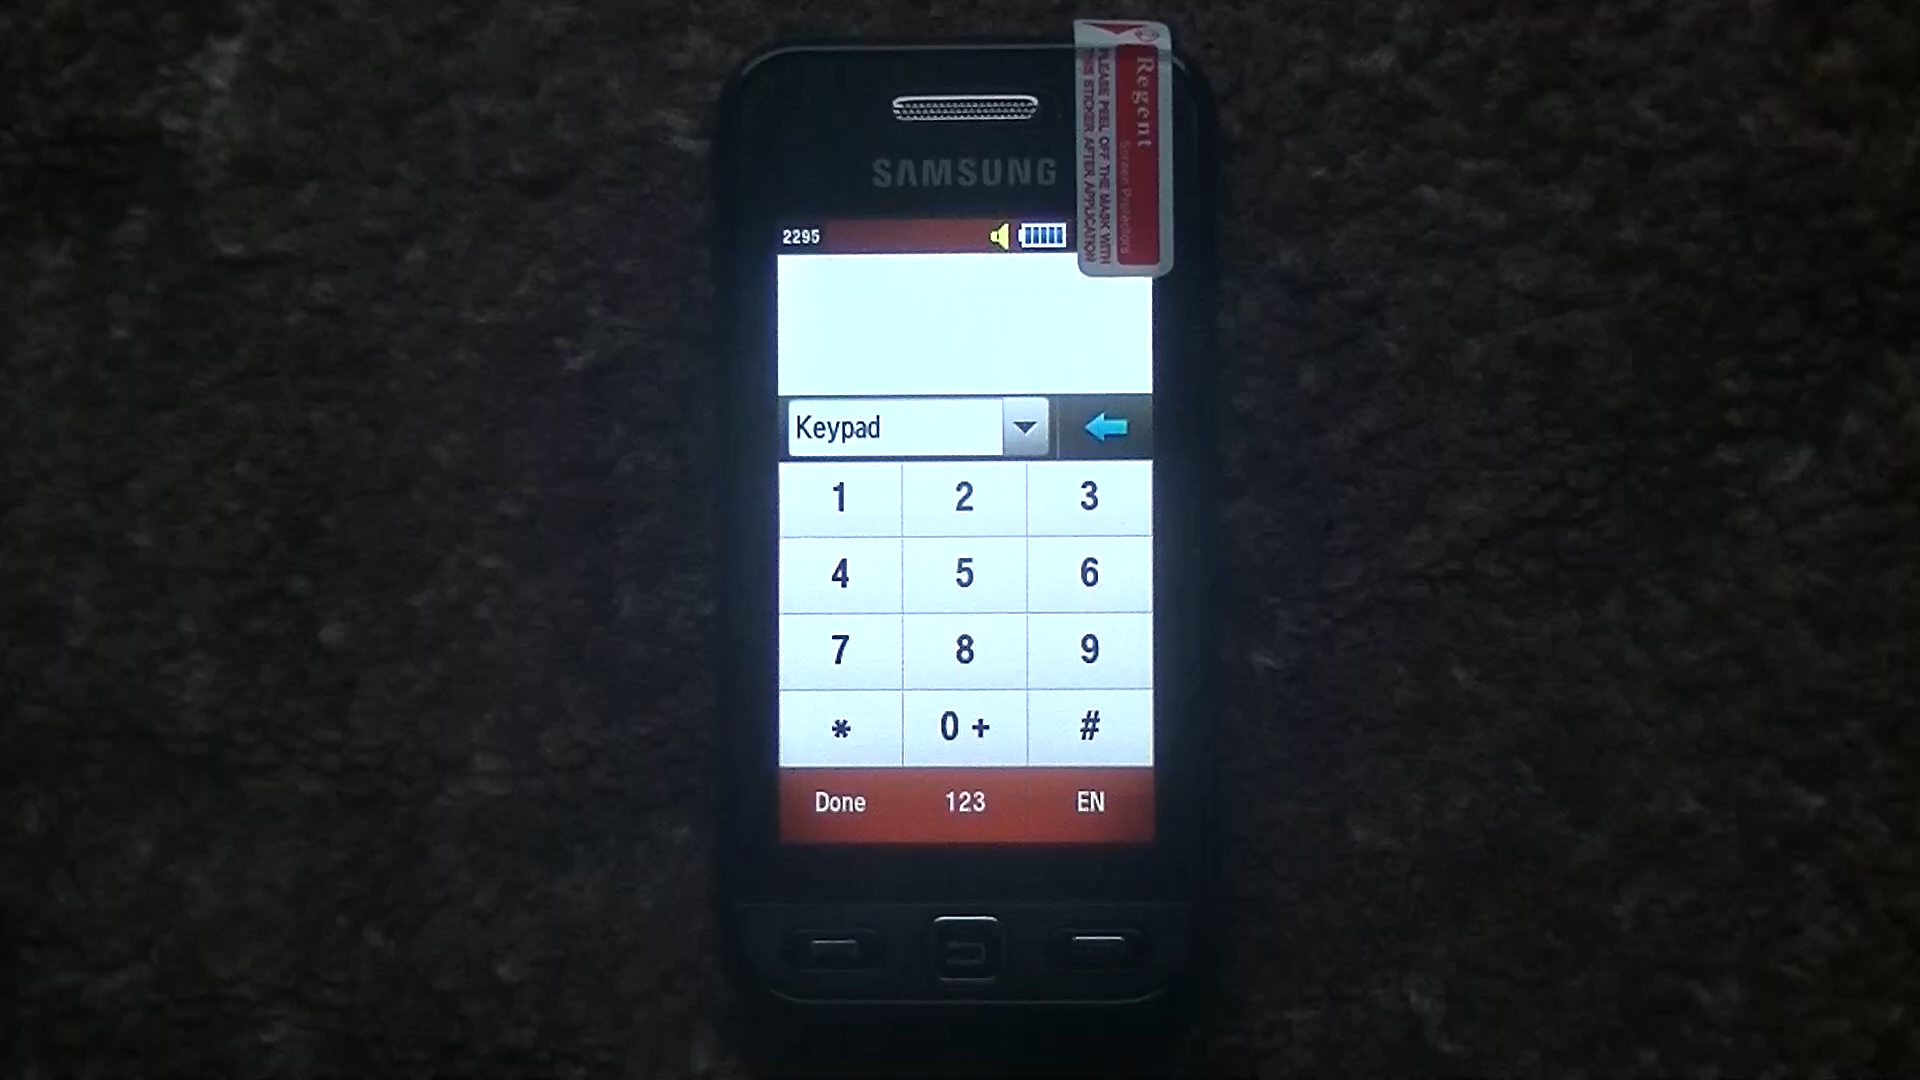 SAMSUNG
Regent
Screen Protectors
PLEASE PEEL OFF THE MASK WITH
THIS STICKER AFTER APPLICATION
2295
Keypad
1 2 3
4 5 6
7 8 9
* 0 + #
Done 123 EN